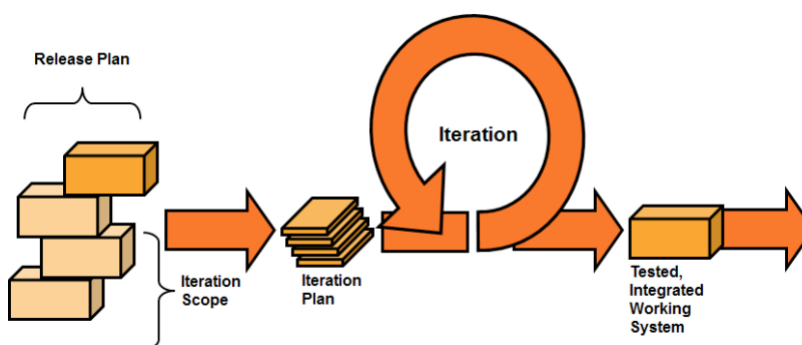 Release Plan
Iteration
Iteration
Scope
Iteration
Plan
Tested,
Integrated
Working
System